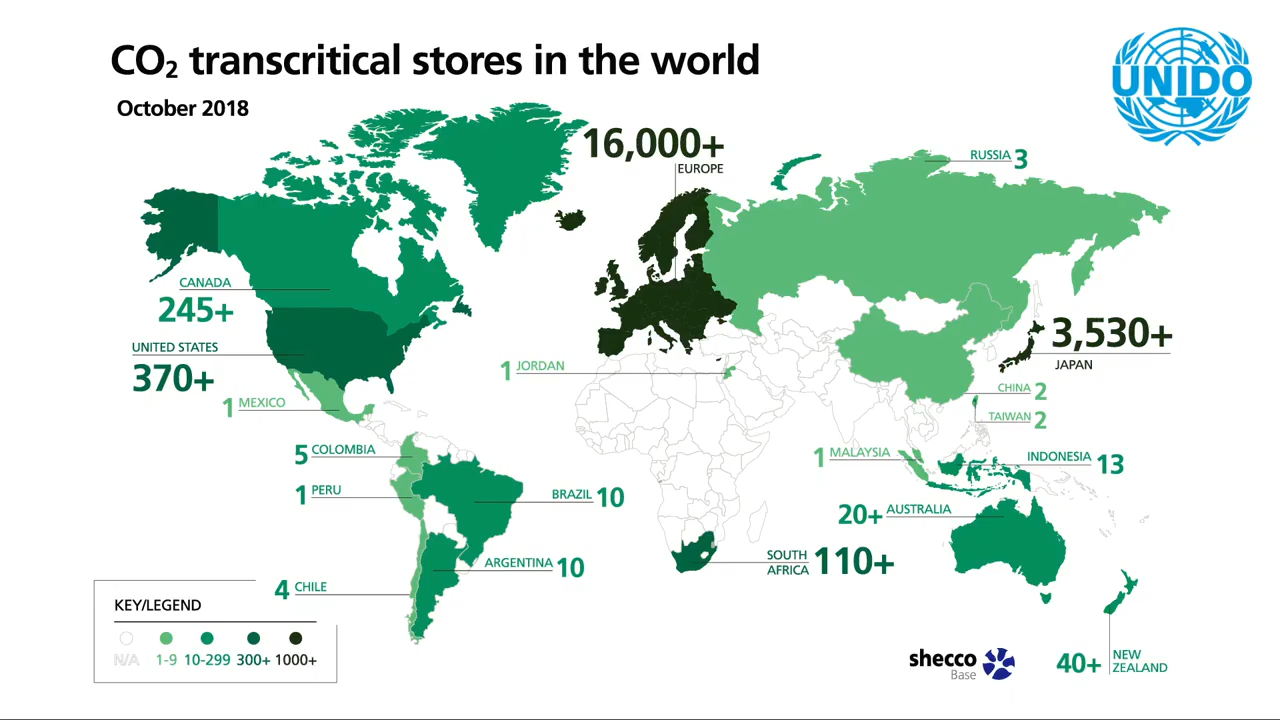 CO₂ transcritical stores in the world
October 2018
UNIDO
16,000+
EUROPE
RUSSIA 3
CANADA
245+
UNITED STATES
370+
3,530+
JAPAN
1 JORDAN
1 MEXICO
CHINA 2
TAIWAN 2
5 COLOMBIA
1 MALAYSIA
INDONESIA 13
1 PERU
BRAZIL 10
20+ AUSTRALIA
ARGENTINA 10
SOUTH
AFRICA 110+
4 CHILE
KEY/LEGEND
N/A 1-9 10-299 300+ 1000+
shecco
Base
40+ NEW
ZEALAND